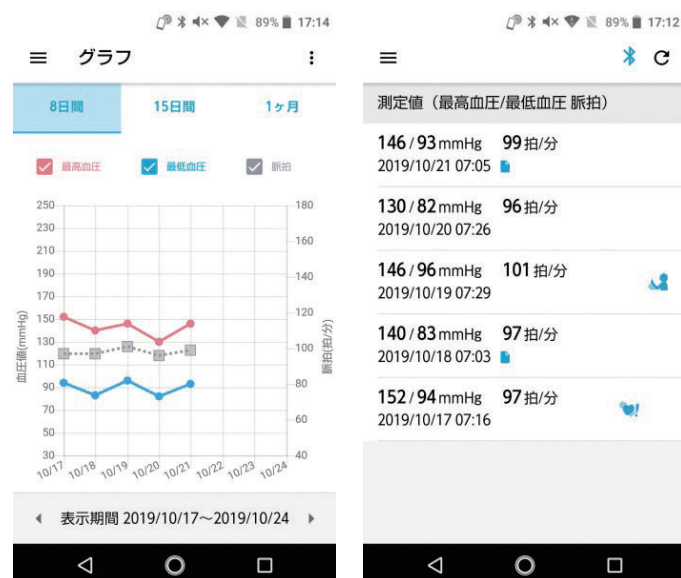 89% 17:14
グラフ
8日間 15日間 1ヶ月
最高血圧 最低血圧 脈拍
250 180
230
210 160
190
170 140
150 120
130
110 100
90 80
70
50 60
30 40
血圧値(mmHg)
脈拍(拍/分)
10/17 10/18 10/19 10/20 10/21 10/22 10/23 10/24
表示期間 2019/10/17～2019/10/24
89% 17:12
測定値（最高血圧/最低血圧 脈拍）
146 / 93 mmHg 99 拍/分
2019/10/21 07:05
130 / 82 mmHg 96 拍/分
2019/10/20 07:26
146 / 96 mmHg 101 拍/分
2019/10/19 07:29
140 / 83 mmHg 97 拍/分
2019/10/18 07:03
152 / 94 mmHg 97 拍/分
2019/10/17 07:16